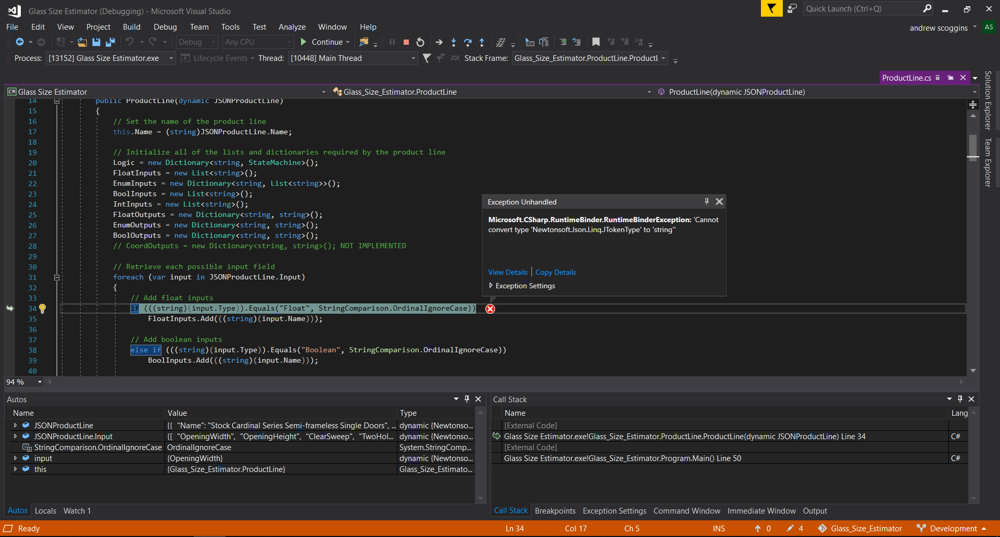 Glass Size Estimator (Debugging) - Microsoft Visual Studio
Quick Launch (Ctrl+Q)
File Edit View Project Build Debug Team Tools Test Analyze Window Help
andrew scoggins AS
Debug Any CPU Continue
Process: [13152] Glass Size Estimator.exe Lifecycle Events Thread: [10448] Main Thread Stack Frame: Glass_Size_Estimator.ProductLine.Productl
ProductLine.cs
Solution Explorer
Team Explorer
C# Glass Size Estimator Glass_Size_Estimator.ProductLine ProductLine(dynamic JSONProductLine)
14 public ProductLine(dynamic JSONProductLine)
15 {
16 // Set the name of the product line
17 this.Name = (string)JSONProductLine.Name;
18
19 // Initialize all of the lists and dictionaries required by the product line
20 Logic = new Dictionary<string, StateMachine>();
21 FloatInputs = new List<string>();
22 EnumInputs = new Dictionary<string, List<string>>();
23 BoolInputs = new List<string>();
24 IntInputs = new List<string>();
25 FloatOutputs = new Dictionary<string, string>();
26 EnumOutputs = new Dictionary<string, string>();
27 BoolOutputs = new Dictionary<string, string>();
28 // CoordOutputs = new Dictionary<string, string>(); NOT IMPLEMENTED
29
30 // Retrieve each possible input field
31 foreach (var input in JSONProductLine.Input)
32 {
33 // Add float inputs
34 if (((string)(input.Type)).Equals("Float", StringComparison.OrdinalIgnoreCase))
35 FloatInputs.Add(((string)(input.Name)));
36
37 // Add boolean inputs
38 else if (((string)(input.Type)).Equals("Boolean", StringComparison.OrdinalIgnoreCase))
39 BoolInputs.Add(((string)(input.Name)));
40
Exception Unhandled
Microsoft.CSharp.RuntimeBinder.RuntimeBinderException: 'Cannot
convert type 'Newtonsoft.Json.Linq.JTokenType' to 'string''
View Details | Copy Details
Exception Settings
94 %
Autos
Name Value Type
JSONProductLine {{ "Name": "Stock Cardinal Series Semi-frameless Single Doors", ... dynamic {Newtonso...
JSONProductLine.Input {[ "OpeningWidth", "OpeningHeight", "ClearSweep", "TwoHol... dynamic {Newtonso...
StringComparison.OrdinalIgnoreCase OrdinalIgnoreCase System.StringComp...
input {OpeningWidth} dynamic {Newtonso...
this {Glass_Size_Estimator.ProductLine} Glass_Size_Estimato...
Autos Locals Watch 1
Call Stack
Name Lang
[External Code]
Glass Size Estimator.exe!Glass_Size_Estimator.ProductLine.ProductLine(dynamic JSONProductLine) Line 34 C#
[External Code]
Glass Size Estimator.exe!Glass_Size_Estimator.Program.Main() Line 50 C#
Call Stack Breakpoints Exception Settings Command Window Immediate Window Output
Ready Ln 34 Col 17 Ch 5 INS 0 4 Glass_Size_Estimator Development